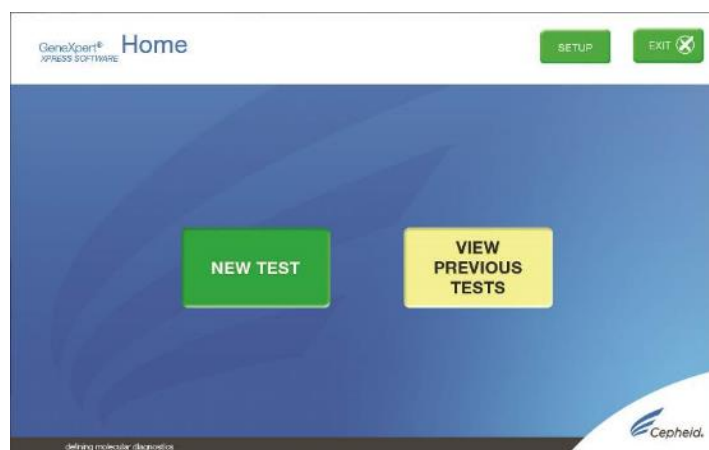 GeneXpert®
XPRESS SOFTWARE
Home
SETUP
EXIT
NEW TEST
VIEW
PREVIOUS
TESTS
Cepheid.
defining molecular diagnostics